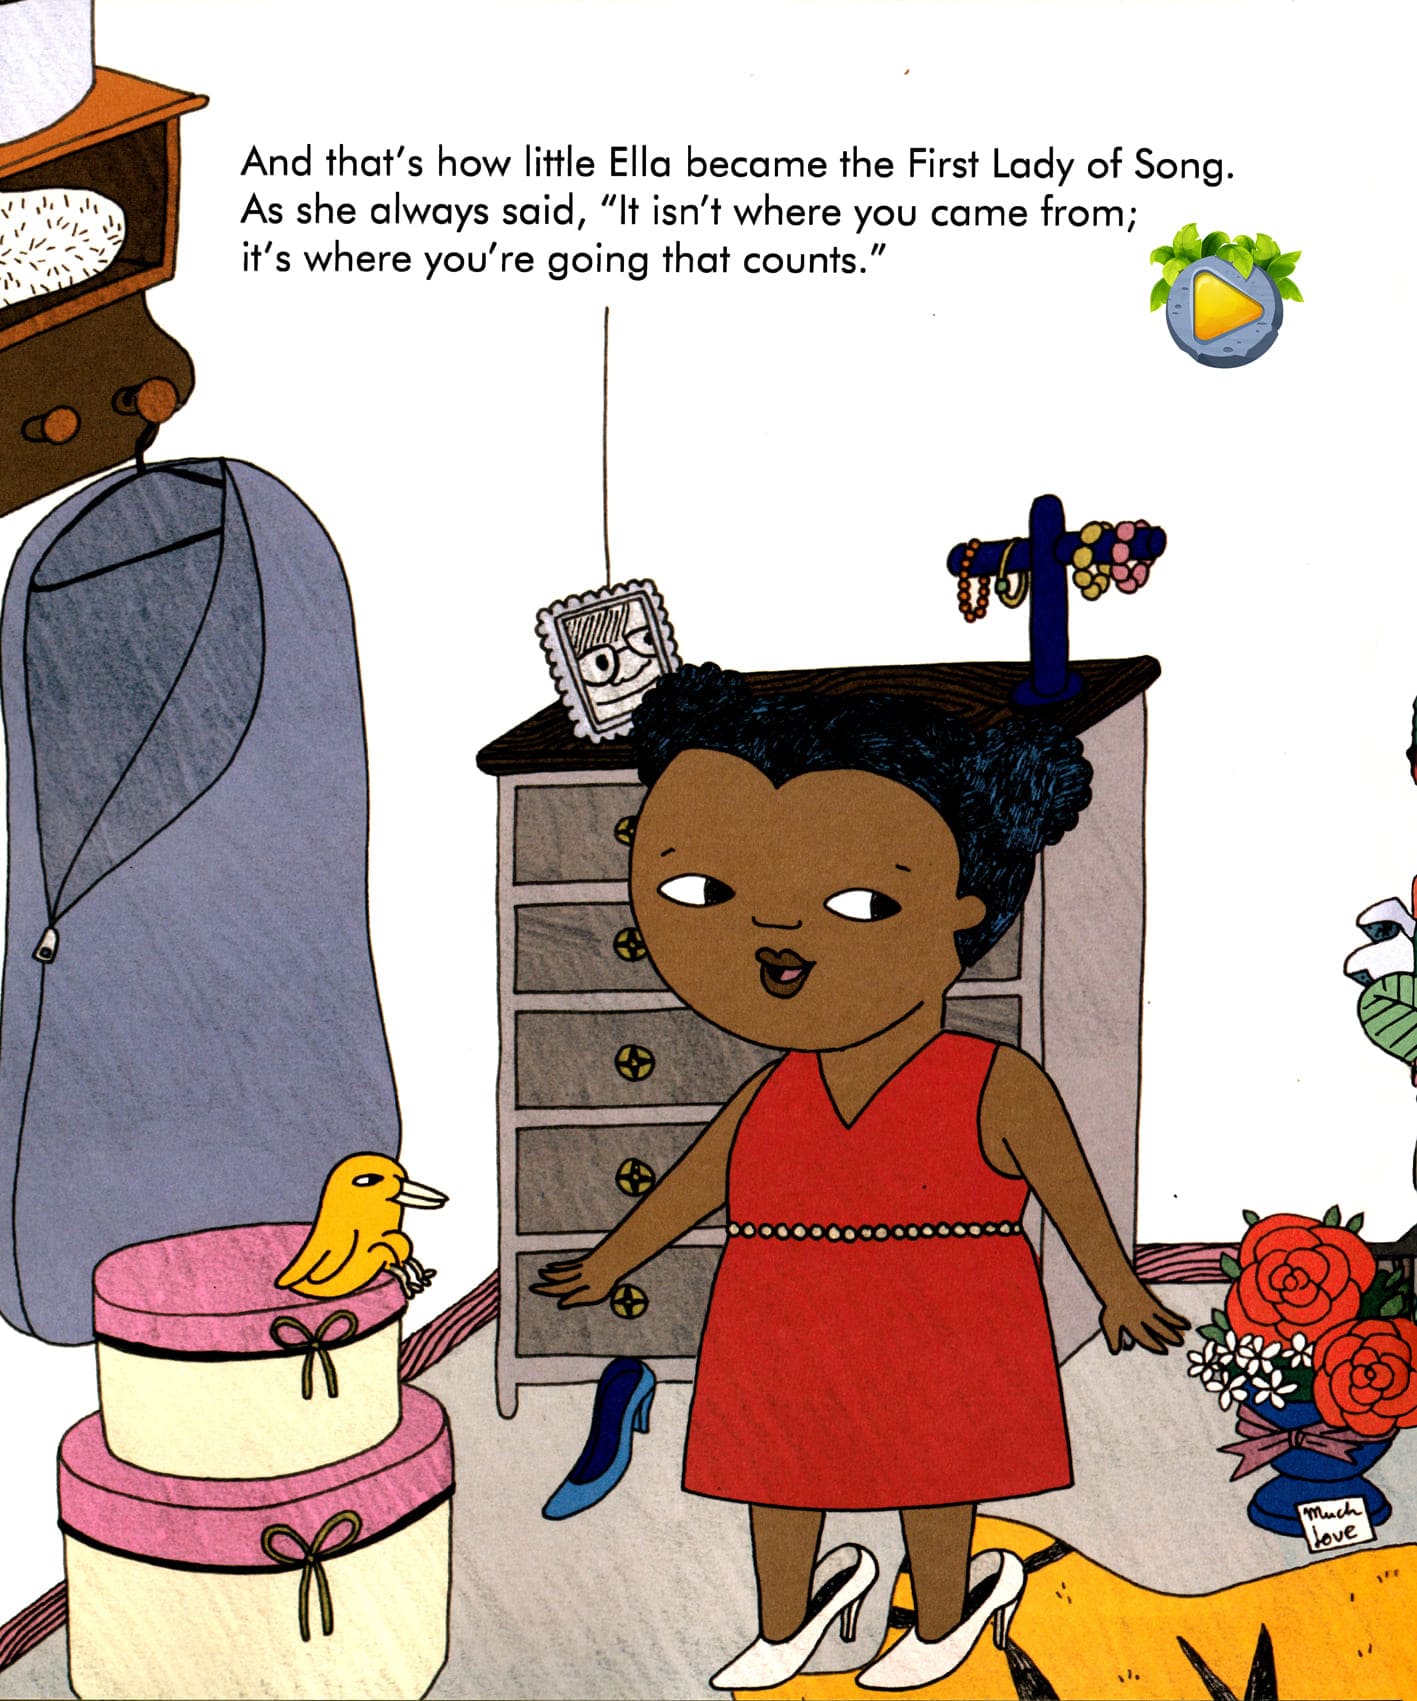 And that's how little Ella became the First Lady of Song.
As she always said, “It isn't where you came from;
it's where you're going that counts.”
Much
love